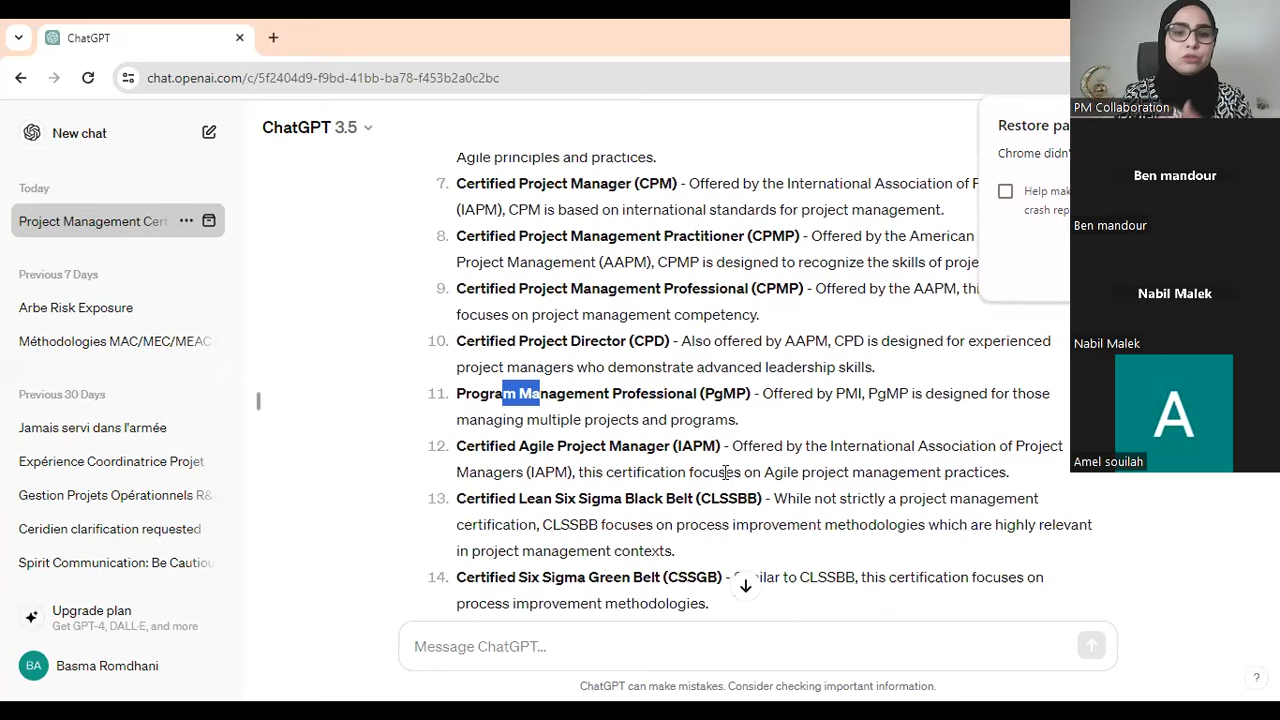 ChatGPT
chat.openai.com/c/5f2404d9-f9bd-41bb-ba78-f453b2a0c2bc
New chat
Today
Project Management Cert
Previous 7 Days
Arbe Risk Exposure
Méthodologies MAC/MEC/MEAC
Previous 30 Days
Jamais servi dans l'armée
Expérience Coordinatrice Projet
Gestion Projets Opérationnels R&
Ceridien clarification requested
Spirit Communication: Be Cautiou
Upgrade plan
Get GPT-4, DALL·E, and more
BA
Basma Romdhani
ChatGPT 3.5
Agile principles and practices.
7. Certified Project Manager (CPM) - Offered by the International Association of P
(IAPM), CPM is based on international standards for project management.
8. Certified Project Management Practitioner (CPMP) - Offered by the American
Project Management (AAPM), CPMP is designed to recognize the skills of proje
9. Certified Project Management Professional (CPMP) - Offered by the AAPM, thi
focuses on project management competency.
10. Certified Project Director (CPD) - Also offered by AAPM, CPD is designed for experienced
project managers who demonstrate advanced leadership skills.
11. Program Management Professional (PgMP) - Offered by PMI, PgMP is designed for those
managing multiple projects and programs.
12. Certified Agile Project Manager (IAPM) - Offered by the International Association of Project
Managers (IAPM), this certification focuses on Agile project management practices.
13. Certified Lean Six Sigma Black Belt (CLSSBB) - While not strictly a project management
certification, CLSSBB focuses on process improvement methodologies which are highly relevant
in project management contexts.
14. Certified Six Sigma Green Belt (CSSGB) - Similar to CLSSBB, this certification focuses on
process improvement methodologies.
Message ChatGPT...
ChatGPT can make mistakes. Consider checking important information.
?
Restore pa
Chrome didn'
Help mak
crash rep
PM Collaboration
Ben mandour
Ben mandour
Nabil Malek
Nabil Malek
A
Amel souilah